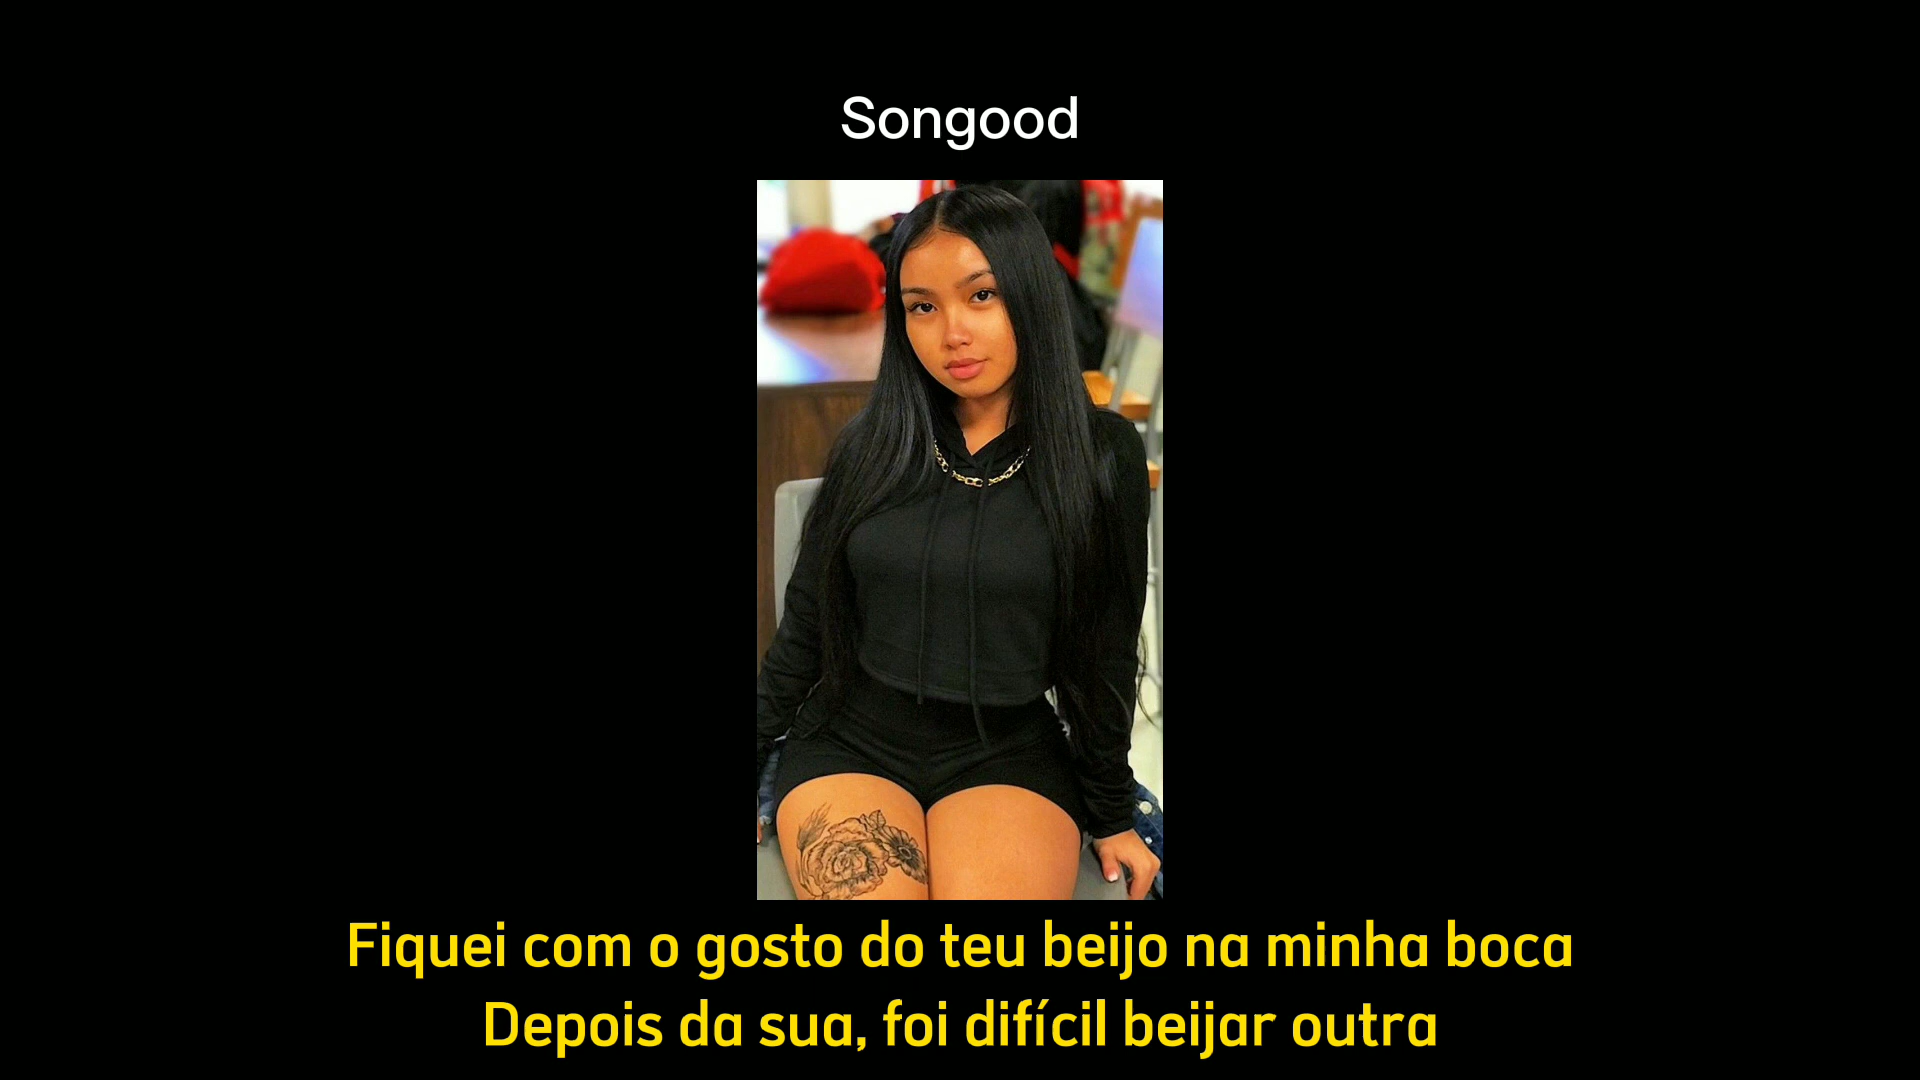 Songood
Fiquei com o gosto do teu beijo na minha boca
Depois da sua, foi difícil beijar outra